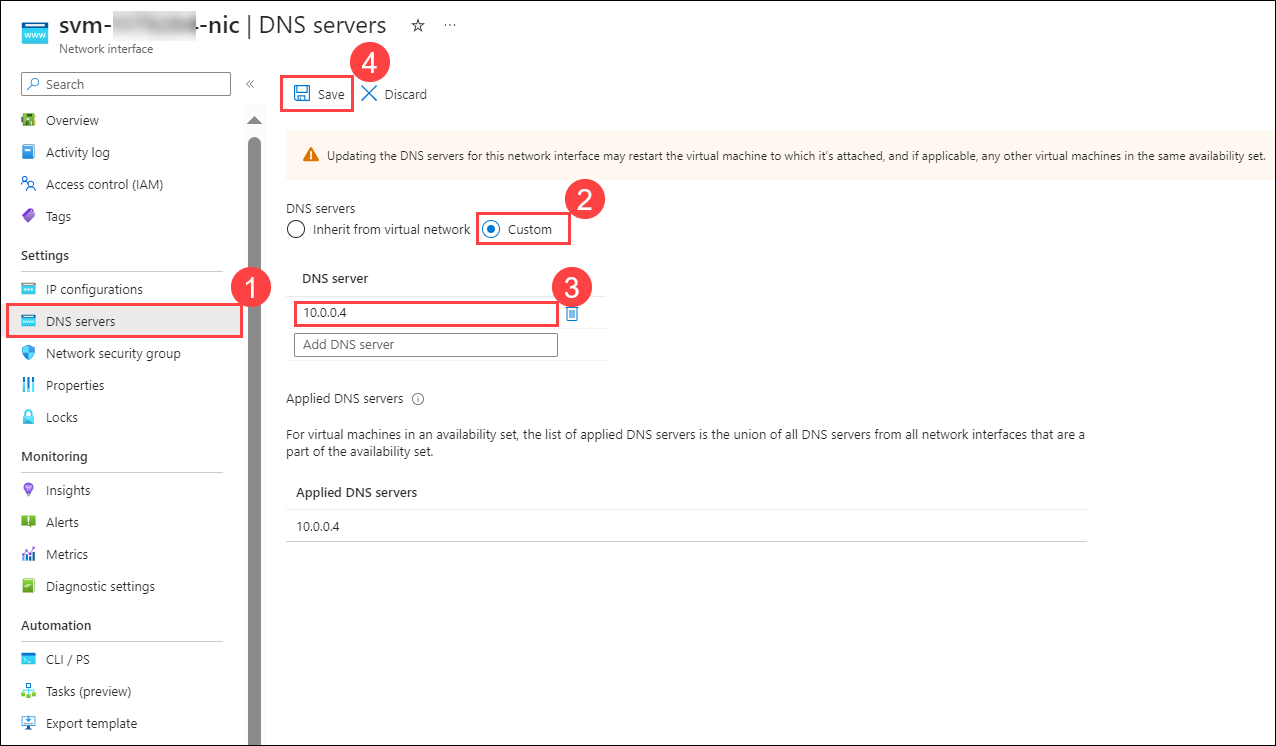 svm- -nic | DNS servers
Network interface
Search
Overview
Activity log
Access control (IAM)
Tags
Settings
IP configurations
DNS servers
Network security group
Properties
Locks
Monitoring
Insights
Alerts
Metrics
Diagnostic settings
Automation
CLI / PS
Tasks (preview)
Export template
1
4
Save
Discard
Updating the DNS servers for this network interface may restart the virtual machine to which it's attached, and if applicable, any other virtual machines in the same availability set.
DNS servers
2
Inherit from virtual network
Custom
DNS server
3
10.0.0.4
Add DNS server
Applied DNS servers
For virtual machines in an availability set, the list of applied DNS servers is the union of all DNS servers from all network interfaces that are a
part of the availability set.
Applied DNS servers
10.0.0.4